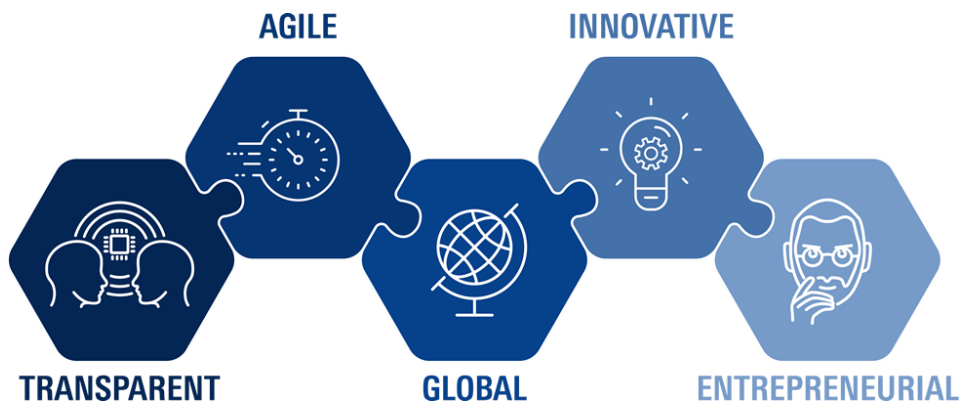 AGILE
INNOVATIVE
TRANSPARENT
GLOBAL
ENTREPRENEURIAL